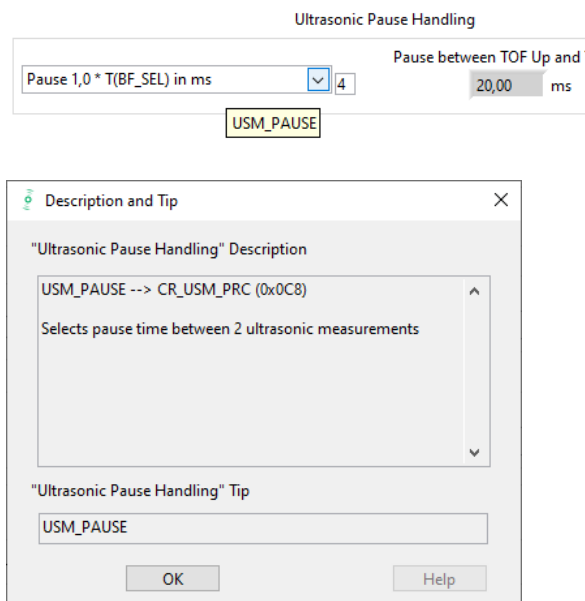 Ultrasonic Pause Handling
Pause between TOF Up and
Pause 1,0 * T(BF_SEL) in ms 4 20,00 ms
USM_PAUSE
Description and Tip
"Ultrasonic Pause Handling" Description
USM_PAUSE --> CR_USM_PRC (0x0C8)
Selects pause time between 2 ultrasonic measurements
"Ultrasonic Pause Handling" Tip
USM_PAUSE
OK Help